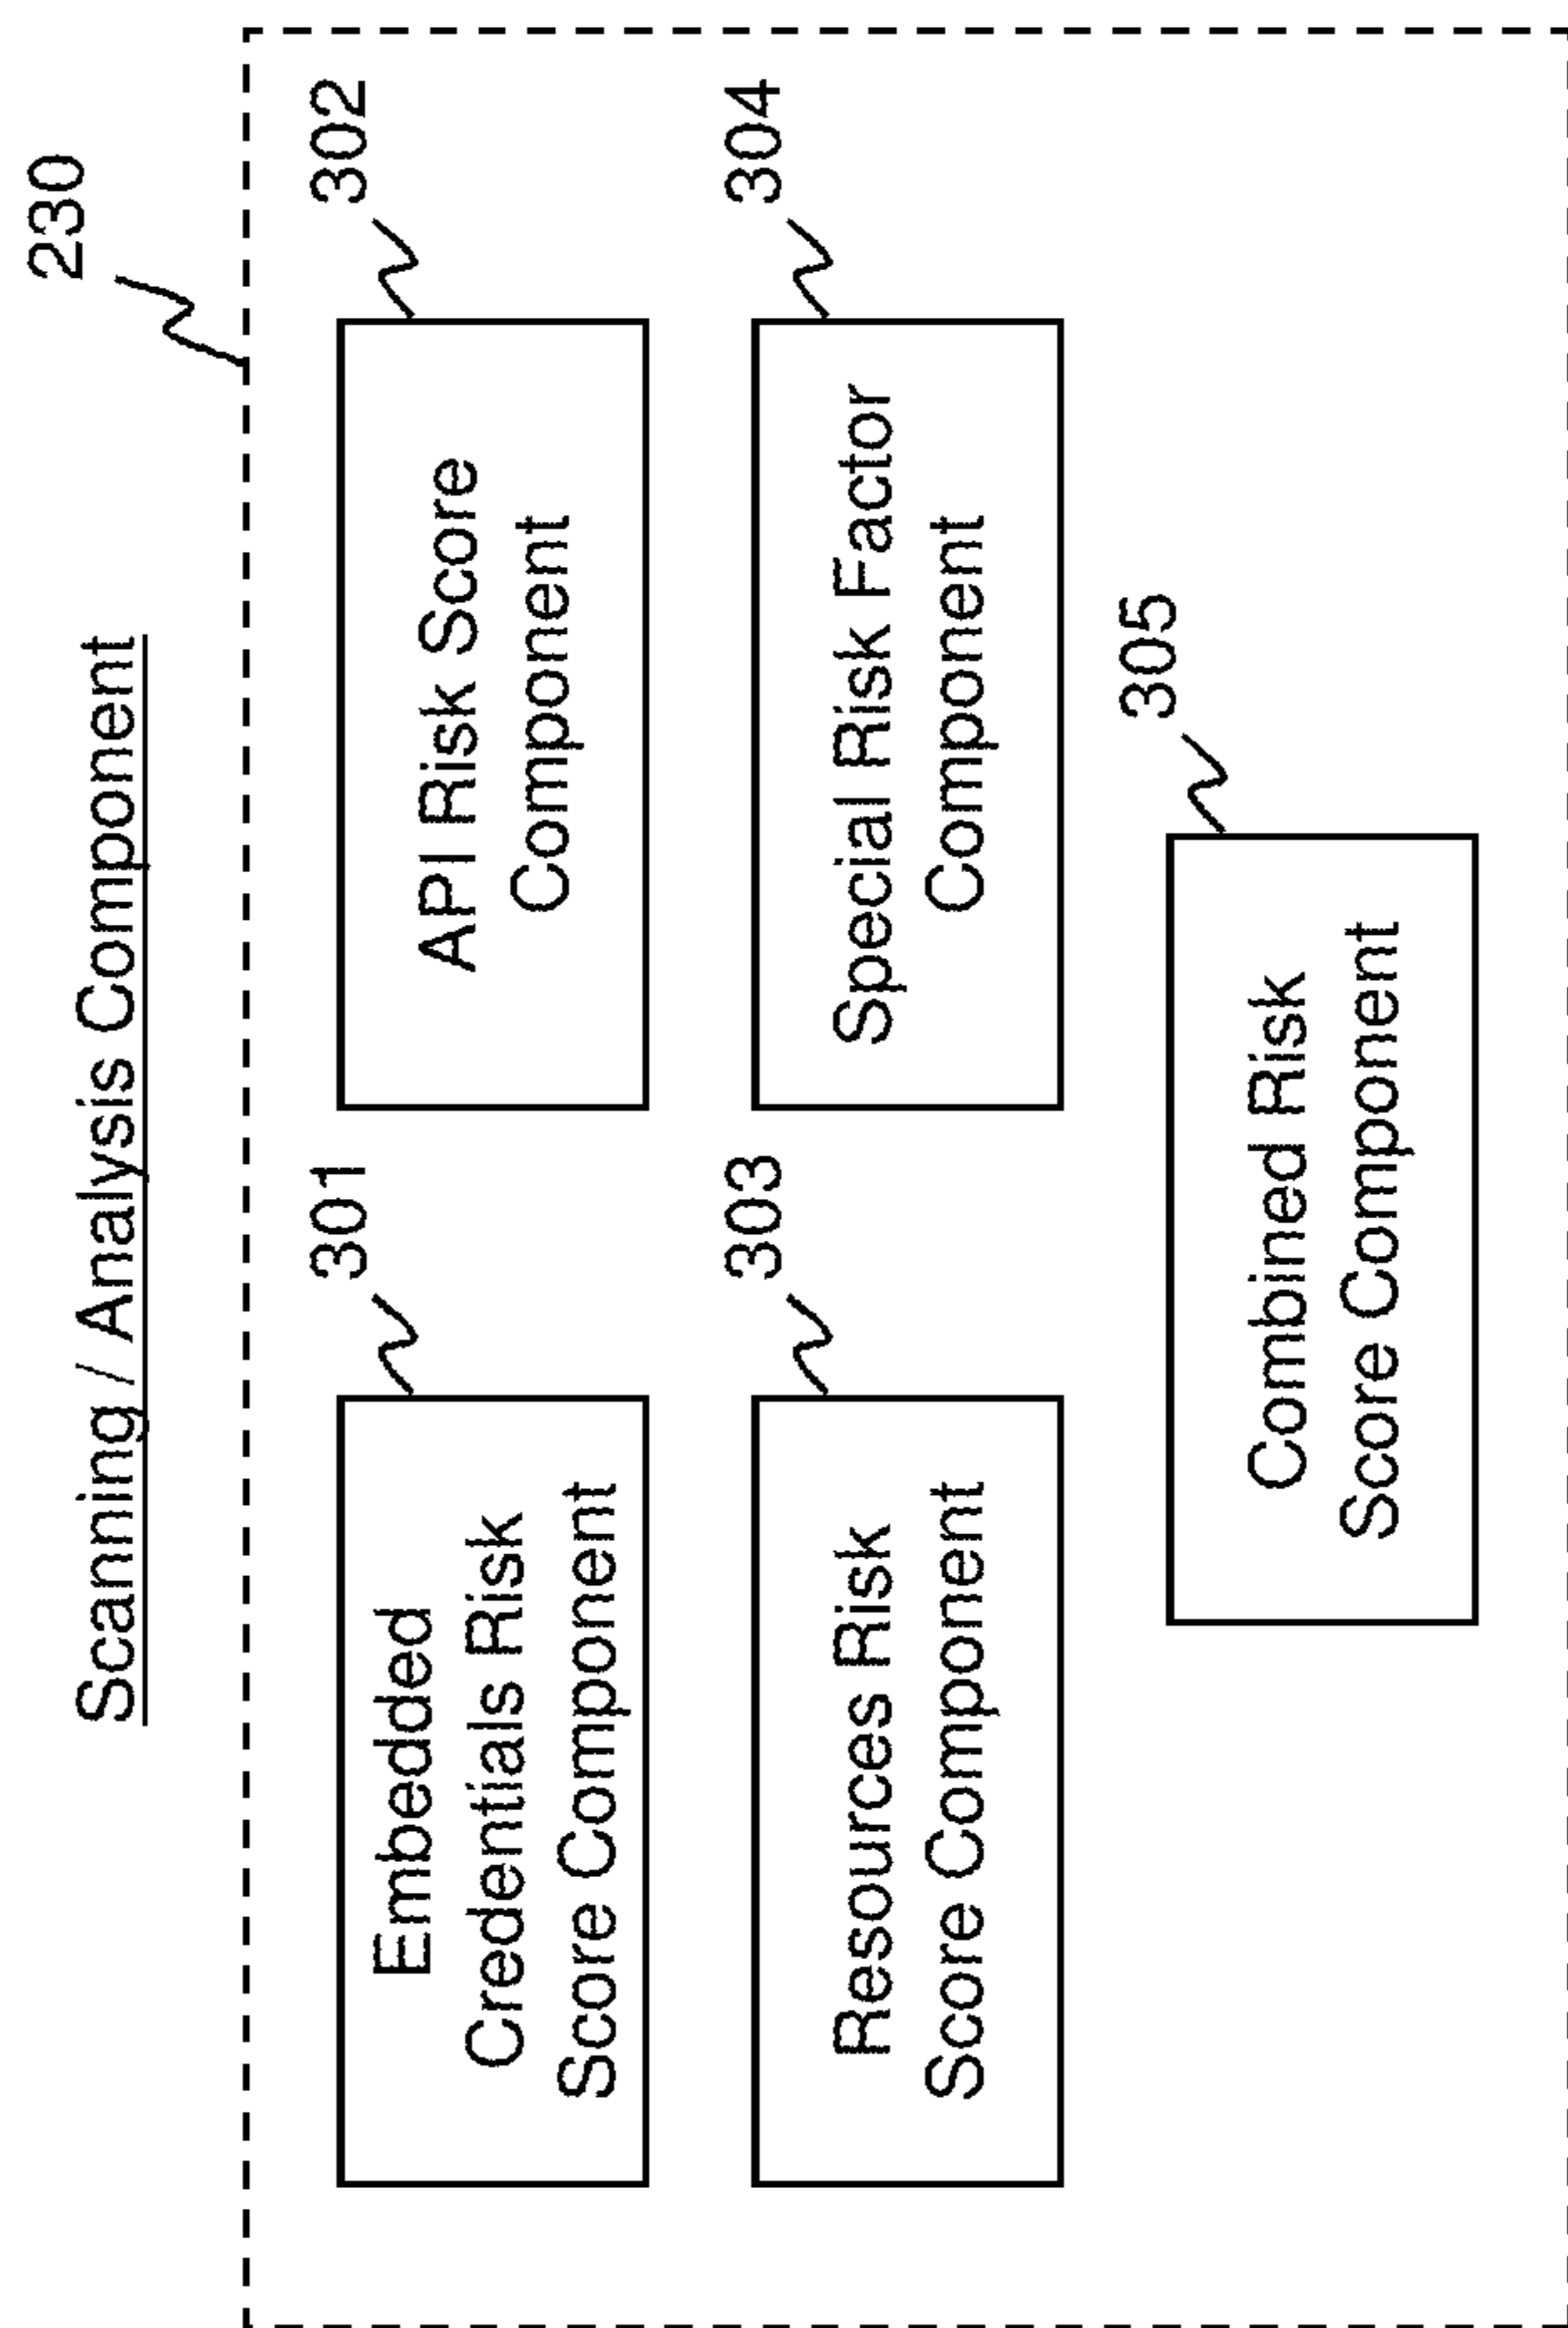 Scanning / Analysis Component
230
301
Embedded
Credentials Risk
Score Component
302
API Risk Score
Component
303
Resources Risk
Score Component
304
Special Risk Factor
Component
305
Combined Risk
Score Component